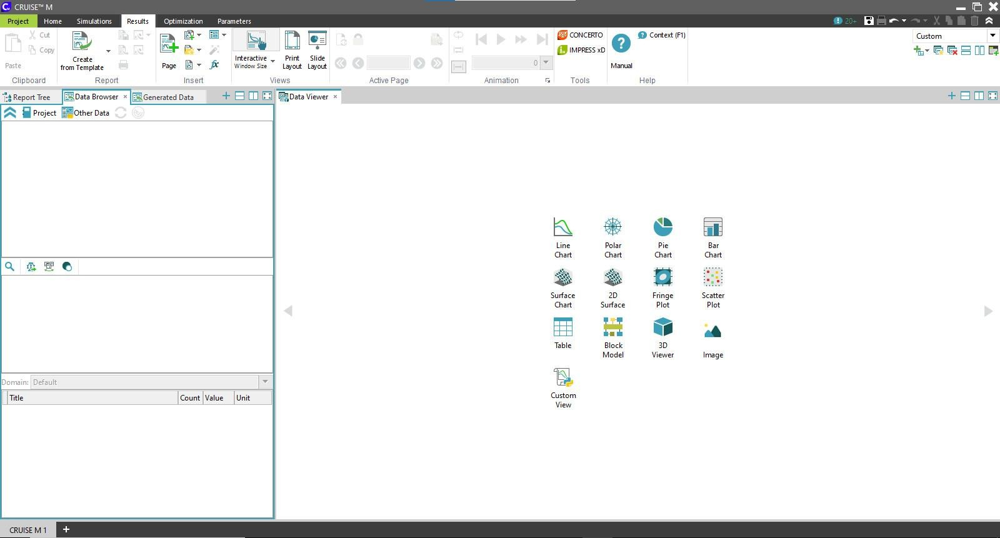 CRUISE™ M
Project Home Simulations Results Optimization Parameters 20+
Cut
Copy
Paste
Clipboard
Create
from Template
Report
Page
fx
Insert
Interactive
Window Size
Print
Layout
Slide
Layout
Views
Active Page
0
Animation
CONCERTO
IMPRESS xD
Tools
?
Manual
? Context (F1)
Help
Custom
Report Tree Data Browser × Generated Data
Data Viewer ×
Project Other Data
Line
Chart
Polar
Chart
Pie
Chart
Bar
Chart
Surface
Chart
2D
Surface
Fringe
Plot
Scatter
Plot
Table
Block
Model
3D
Viewer
Image
Custom
View
Domain: Default
Title Count Value Unit
CRUISE M 1 +